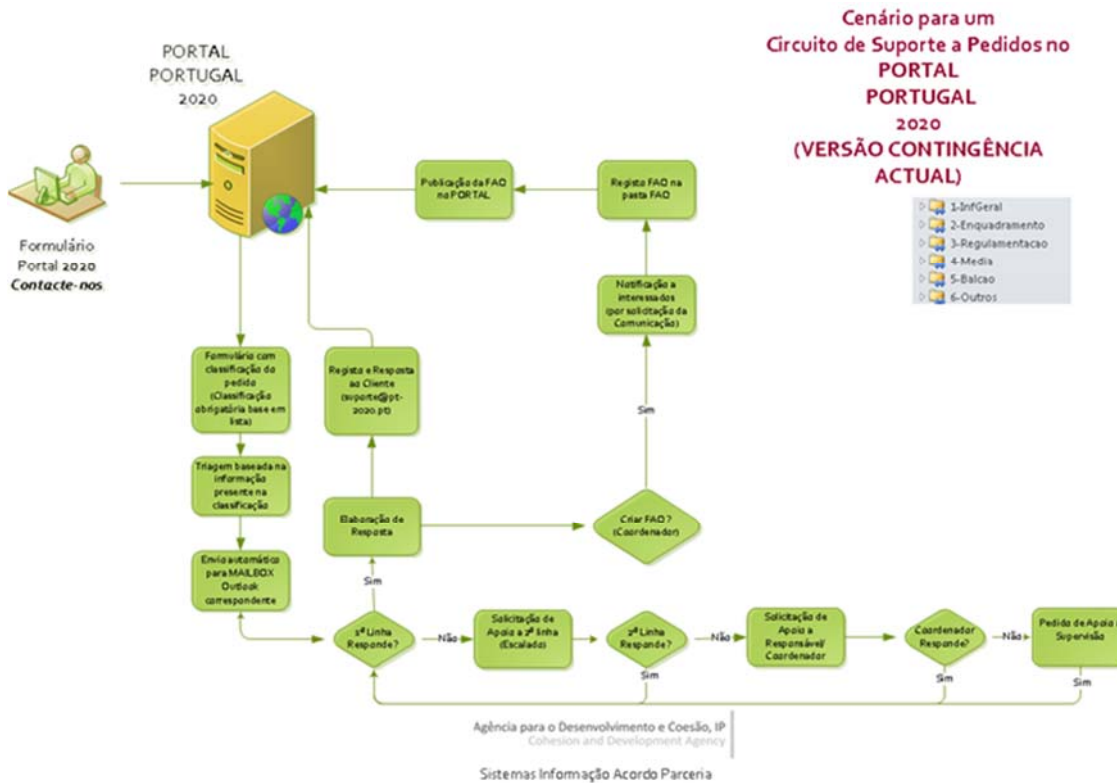 PORTAL
PORTUGAL
2020
Cenário para um
Circuito de Suporte a Pedidos no
PORTAL
PORTUGAL
2020
(VERSÃO CONTINGÊNCIA
ACTUAL)
1-InfGeral
2-Enquadramento
3-Regulamentacao
4-Media
5-Balcao
6-Outros
Formulário
Portal 2020
Contacte-nos
Publicação da FAQ
no PORTAL
Registo FAQ na
pasta FAQ
Notificação a
interessados
(por solicitação da
Comunicação)
Formulário com
classificação do
pedido
(Classificação
obrigatória base em
lista)
Registo e Resposta
ao Cliente
(suporte@pt-
2020.pt)
Sim
Triagem baseada na
informação
presente na
classificação
Elaboração de
Resposta
Criar FAQ?
(Coordenador)
Envio automático
para MAILBOX
Outlook
correspondente
Sim
1ª Linha
Responde?
Não
Solicitação de
Apoio a 2ª linha
(Escalada)
2ª Linha
Responde?
Não
Solicitação de
Apoio a
Responsável/
Coordenador
Coordenador
Responde?
Não
Pedido de Apoio a
Supervisão
Sim
Sim
Sim
Agência para o Desenvolvimento e Coesão, IP
Cohesion and Development Agency
Sistemas Informação Acordo Parceria